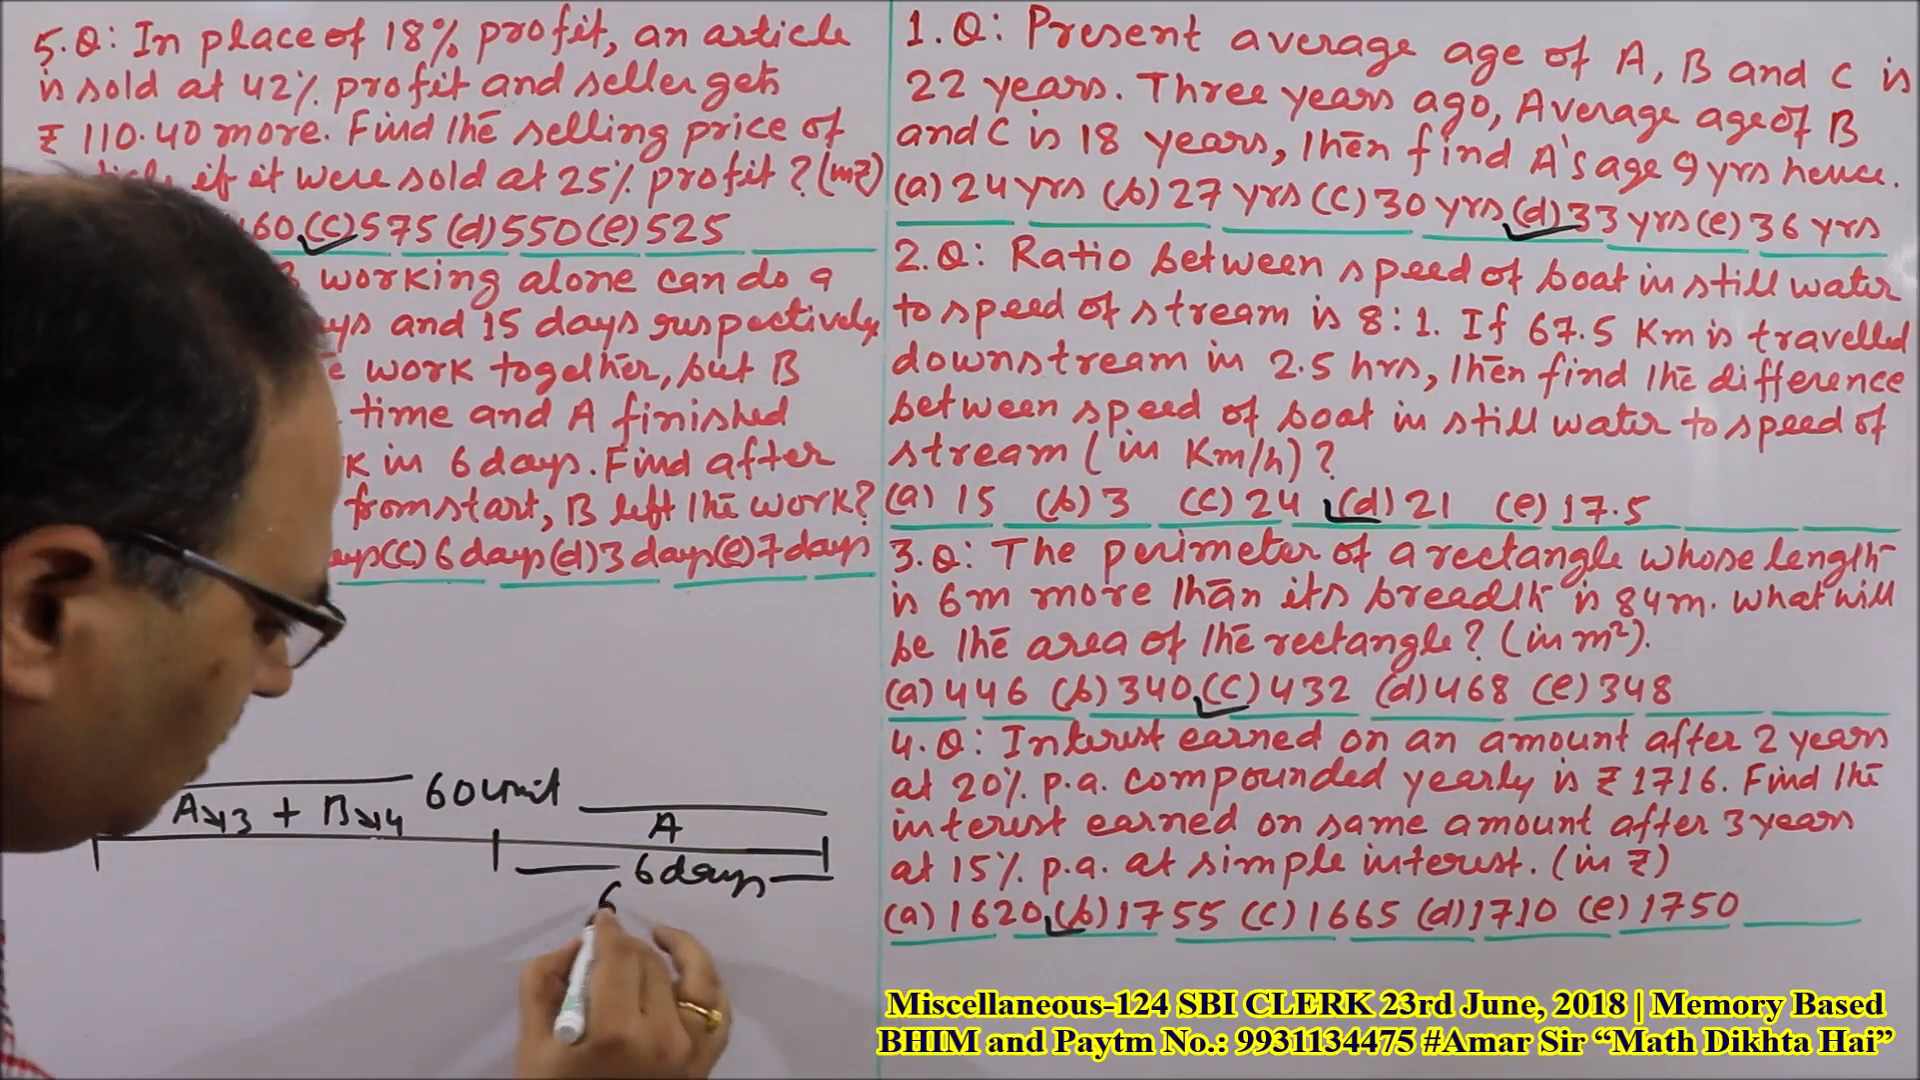 5.Q: In place of 18% profit, an article
is sold at 42% profit and seller gets
₹ 110.40 more. Find the selling price of
if it were sold at 25% profit? (in ₹)
60 (c) 575 (d) 550 (e) 525
B working alone can do a
ys and 15 days respectively.
work together, but B
time and A finished
k in 6 days. Find after
from start, B left the work?
ays (c) 6 days (d) 3 days (e) 7 days
60 unit
A→3 + B→4
A
6 days
6
1.Q: Present average age of A, B and C is
22 years. Three years ago, Average age of B
and C is 18 years, then find A's age 9 yrs hence.
(a) 24 yrs (b) 27 yrs (c) 30 yrs (d) 33 yrs (e) 36 yrs
2.Q: Ratio between speed of boat in still water
to speed of stream is 8:1. If 67.5 Km is travelled
downstream in 2.5 hrs, then find the difference
between speed of boat in still water to speed of
stream (in Km/h)?
(a) 15 (b) 3 (c) 24 (d) 21 (e) 17.5
3.Q: The perimeter of a rectangle whose length
is 6m more than its breadth is 84m. What will
be the area of the rectangle? (in m²).
(a) 446 (b) 340 (c) 432 (d) 468 (e) 348
4.Q: Interest earned on an amount after 2 years
at 20% p.a. compounded yearly is ₹ 1716. Find the
interest earned on same amount after 3 years
at 15% p.a. at simple interest. (in ₹)
(a) 1620 (b) 1755 (c) 1665 (d) 1710 (e) 1750
Miscellaneous-124 SBI CLERK 23rd June, 2018 | Memory Based
BHIM and Paytm No.: 9931134475 #Amar Sir “Math Dikhta Hai”